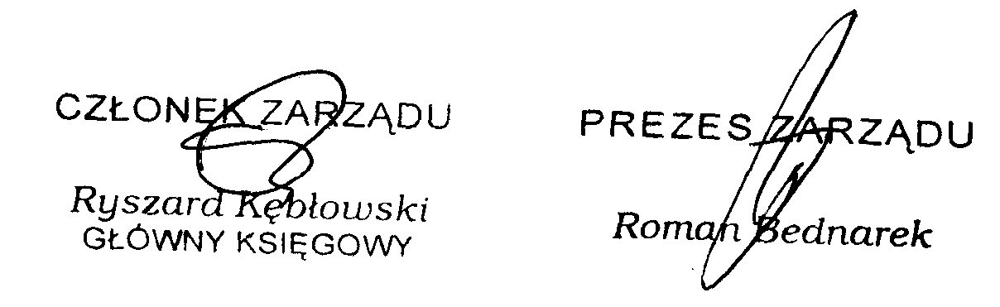 CZŁONEK ZARZĄDU
Ryszard Kębłowski
GŁÓWNY KSIĘGOWY
PREZES ZARZĄDU
Roman Bednarek